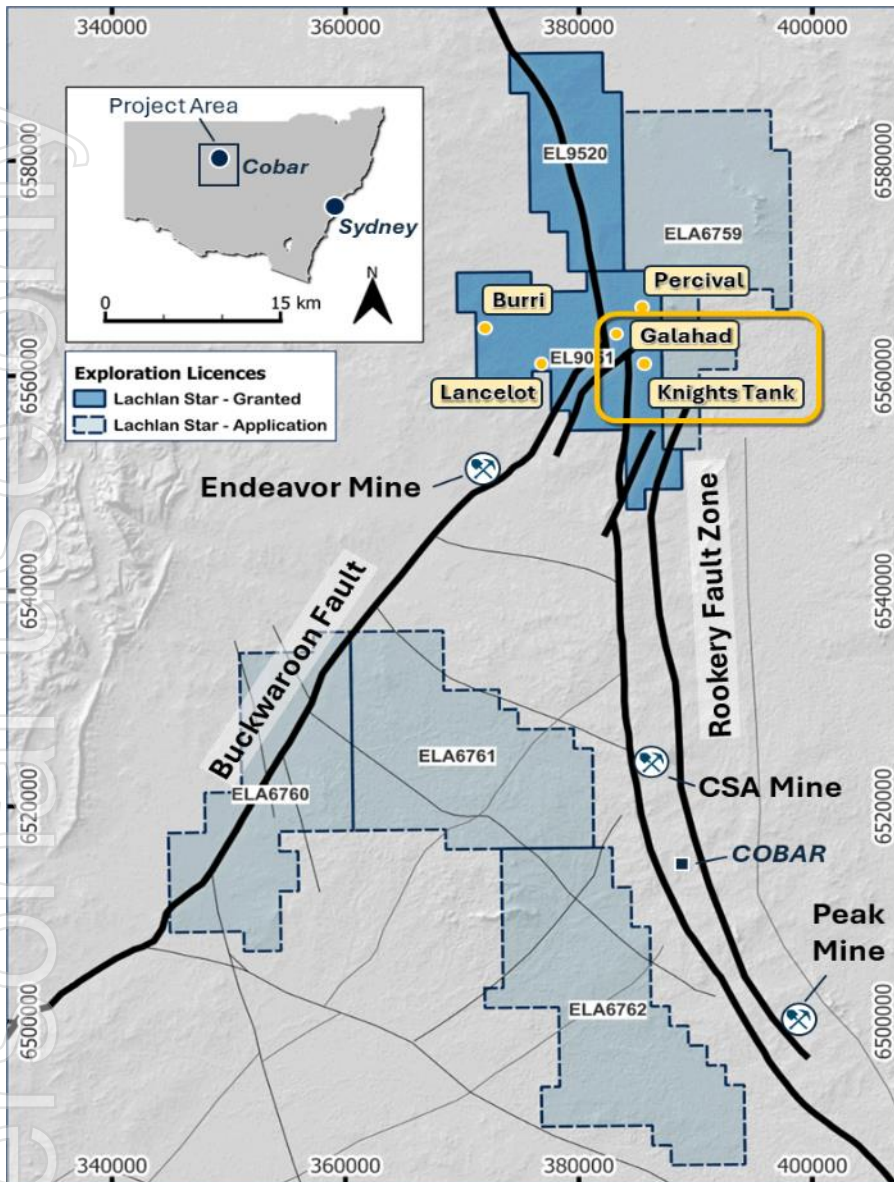 340000
360000
380000
400000
6580000
6580000
Project Area
Cobar
Sydney
N
0
15 km
EL9520
ELA6759
Exploration Licences
Lachlan Star - Granted
Lachlan Star - Application
6560000
6560000
Burri
Percival
Galahad
EL9051
Lancelot
Knights Tank
Endeavor Mine
6540000
6540000
Buckwaroon Fault
Rookery Fault Zone
ELA6761
ELA6760
CSA Mine
6520000
6520000
COBAR
Peak
Mine
ELA6762
6500000
6500000
340000
360000
380000
400000